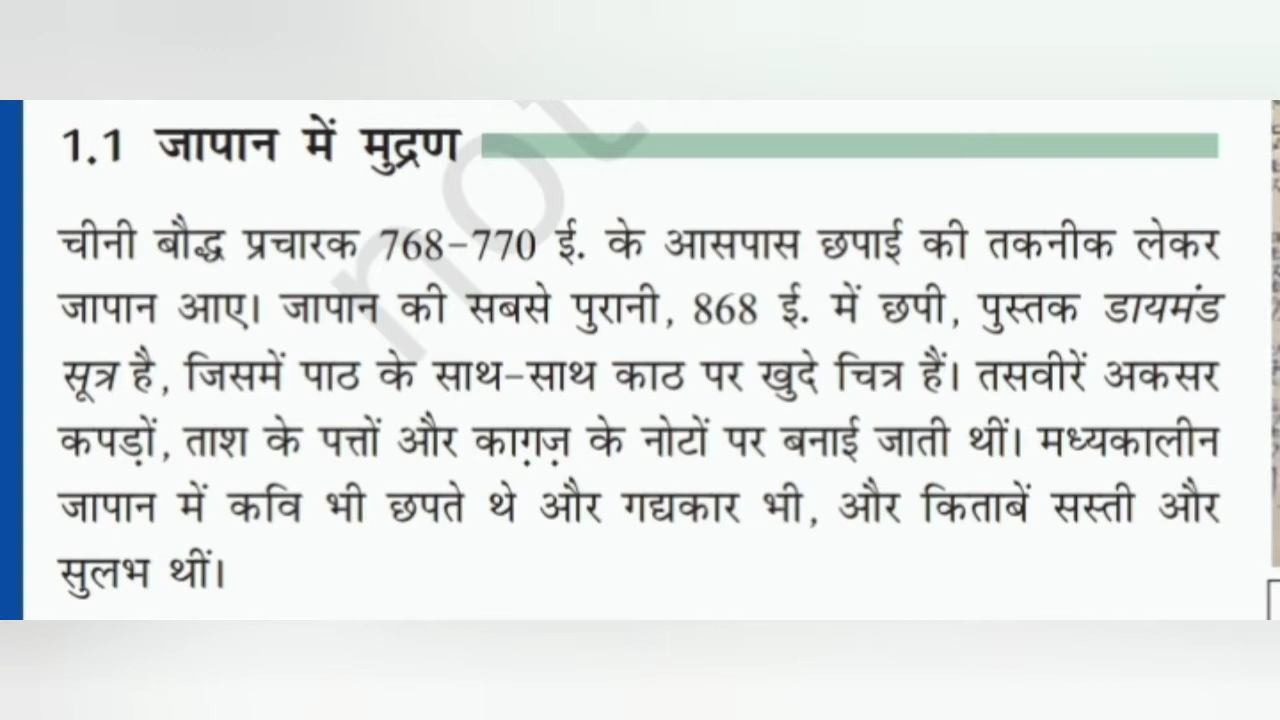 1.1 जापान में मुद्रण
चीनी बौद्ध प्रचारक 768–770 ई. के आसपास छपाई की तकनीक लेकर
जापान आए। जापान की सबसे पुरानी, 868 ई. में छपी, पुस्तक डायमंड
सूत्र है, जिसमें पाठ के साथ–साथ काठ पर खुदे चित्र हैं। तसवीरें अकसर
कपड़ों, ताश के पत्तों और काग़ज़ के नोटों पर बनाई जाती थीं। मध्यकालीन
जापान में कवि भी छपते थे और गद्यकार भी, और किताबें सस्ती और
सुलभ थीं।
not